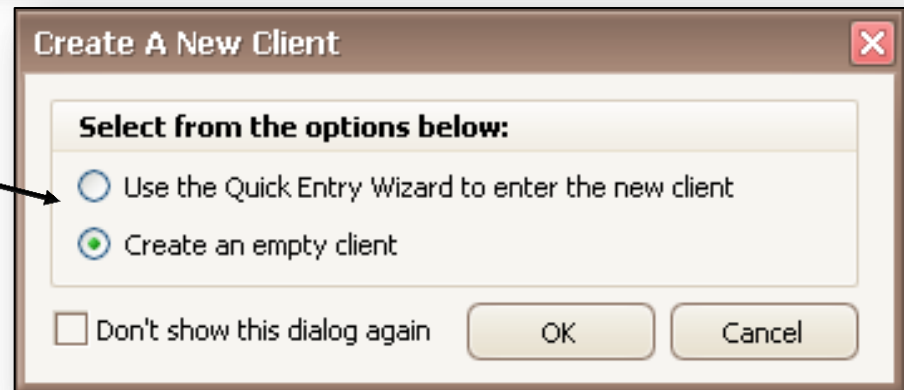 Create A New Client
Select from the options below:
Use the Quick Entry Wizard to enter the new client
Create an empty client
Don't show this dialog again
OK
Cancel